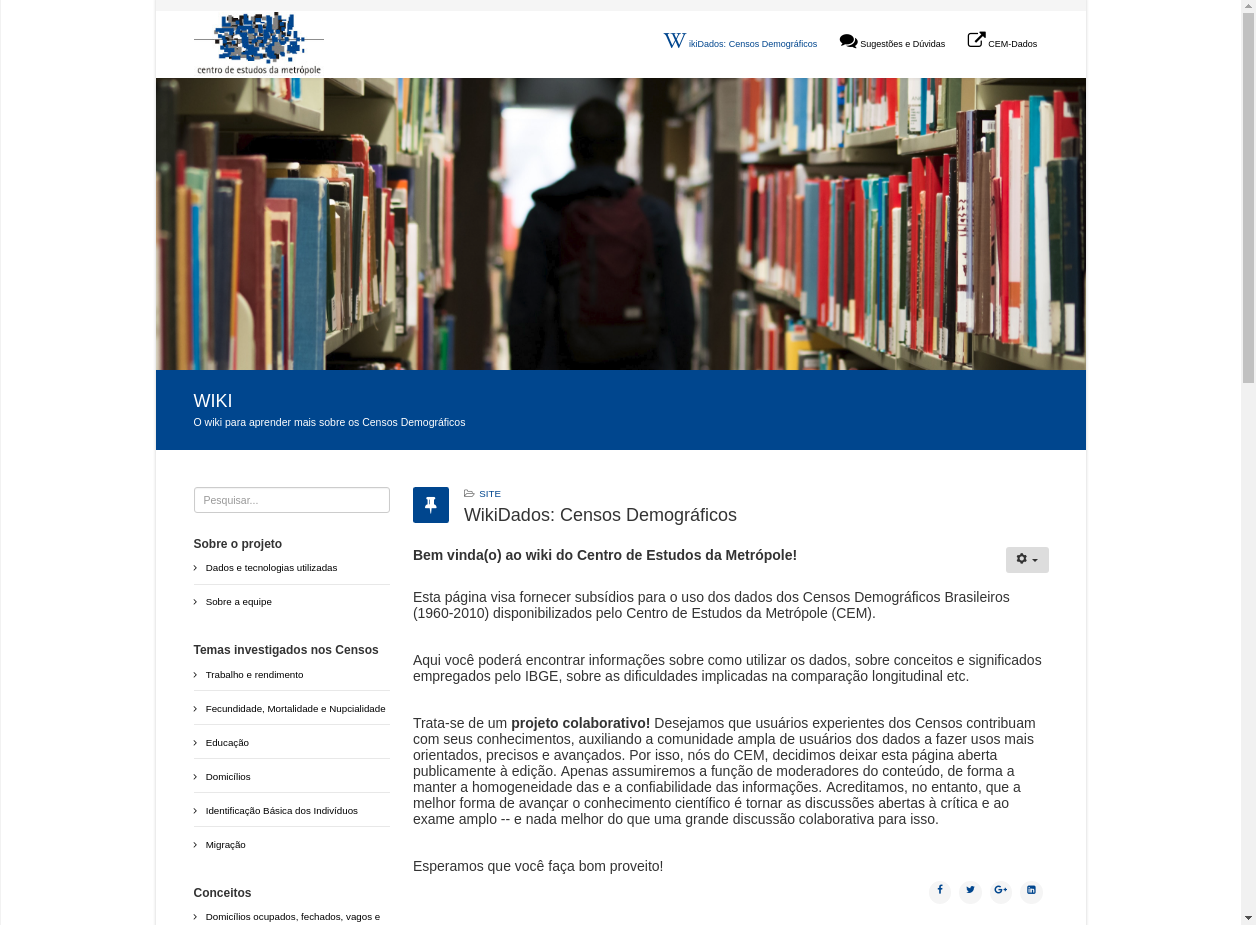 centro de estudos da metrópole
WikiDados: Censos Demográficos
Sugestões e Dúvidas
CEM-Dados
WIKI
O wiki para aprender mais sobre os Censos Demográficos
Pesquisar...
Sobre o projeto
Dados e tecnologias utilizadas
Sobre a equipe
Temas investigados nos Censos
Trabalho e rendimento
Fecundidade, Mortalidade e Nupcialidade
Educação
Domicílios
Identificação Básica dos Indivíduos
Migração
Conceitos
Domicílios ocupados, fechados, vagos e
SITE
WikiDados: Censos Demográficos
Bem vinda(o) ao wiki do Centro de Estudos da Metrópole!
Esta página visa fornecer subsídios para o uso dos dados dos Censos Demográficos Brasileiros
(1960-2010) disponibilizados pelo Centro de Estudos da Metrópole (CEM).
Aqui você poderá encontrar informações sobre como utilizar os dados, sobre conceitos e significados
empregados pelo IBGE, sobre as dificuldades implicadas na comparação longitudinal etc.
Trata-se de um projeto colaborativo! Desejamos que usuários experientes dos Censos contribuam
com seus conhecimentos, auxiliando a comunidade ampla de usuários dos dados a fazer usos mais
orientados, precisos e avançados. Por isso, nós do CEM, decidimos deixar esta página aberta
publicamente à edição. Apenas assumiremos a função de moderadores do conteúdo, de forma a
manter a homogeneidade das e a confiabilidade das informações. Acreditamos, no entanto, que a
melhor forma de avançar o conhecimento científico é tornar as discussões abertas à crítica e ao
exame amplo -- e nada melhor do que uma grande discussão colaborativa para isso.
Esperamos que você faça bom proveito!